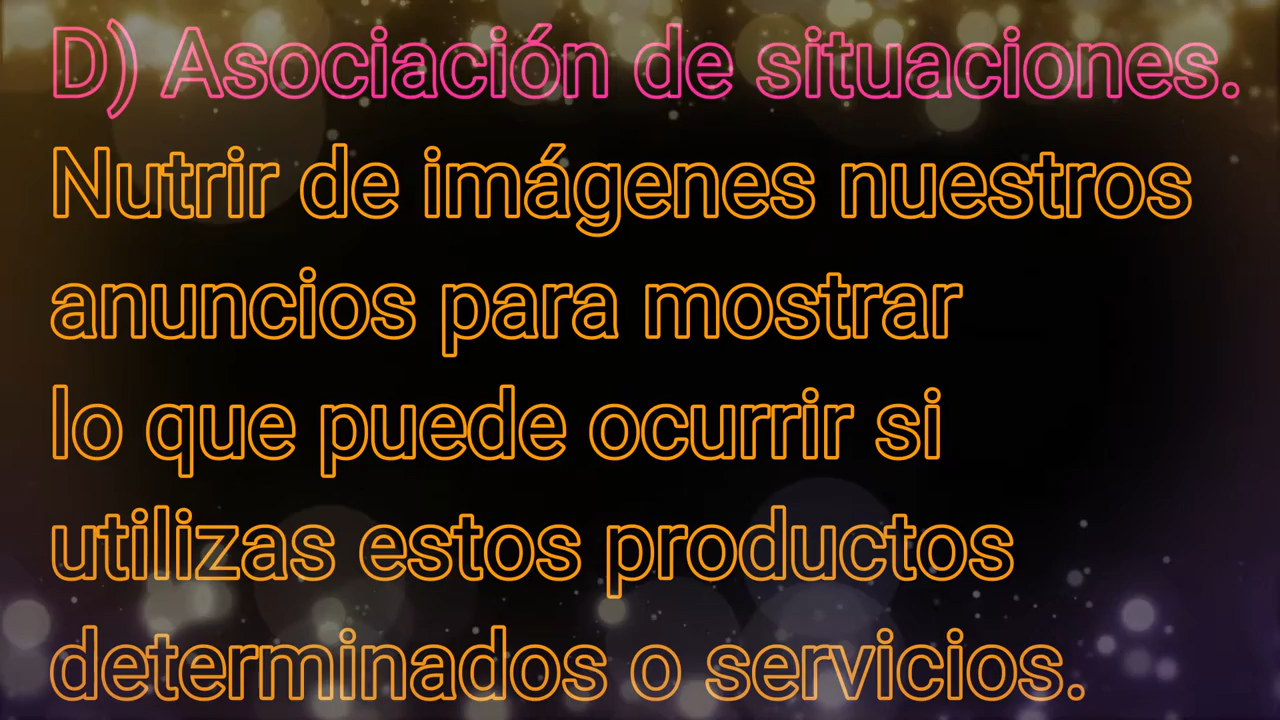 D) Asociación de situaciones.
Nutrir de imágenes nuestros
anuncios para mostrar
lo que puede ocurrir si
utilizas estos productos
determinados o servicios.